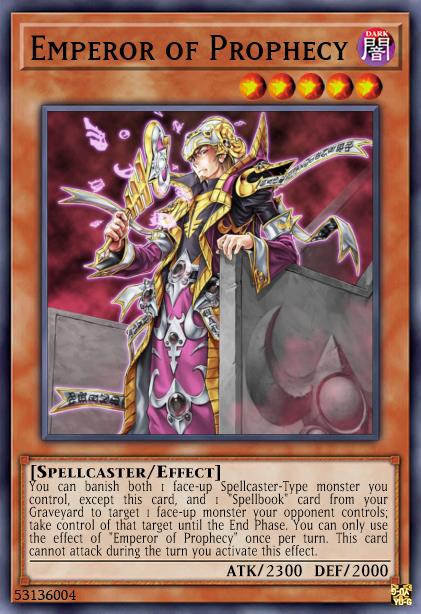 EMPEROR OF PROPHECY
DARK
闇
[SPELLCASTER/EFFECT]
You can banish both 1 face-up Spellcaster-Type monster you
control, except this card, and 1 "Spellbook" card from your
Graveyard to target 1 face-up monster your opponent controls;
take control of that target until the End Phase. You can only use
the effect of "Emperor of Prophecy" once per turn. This card
cannot attack during the turn you activate this effect.
ATK/2300 DEF/2000
53136004